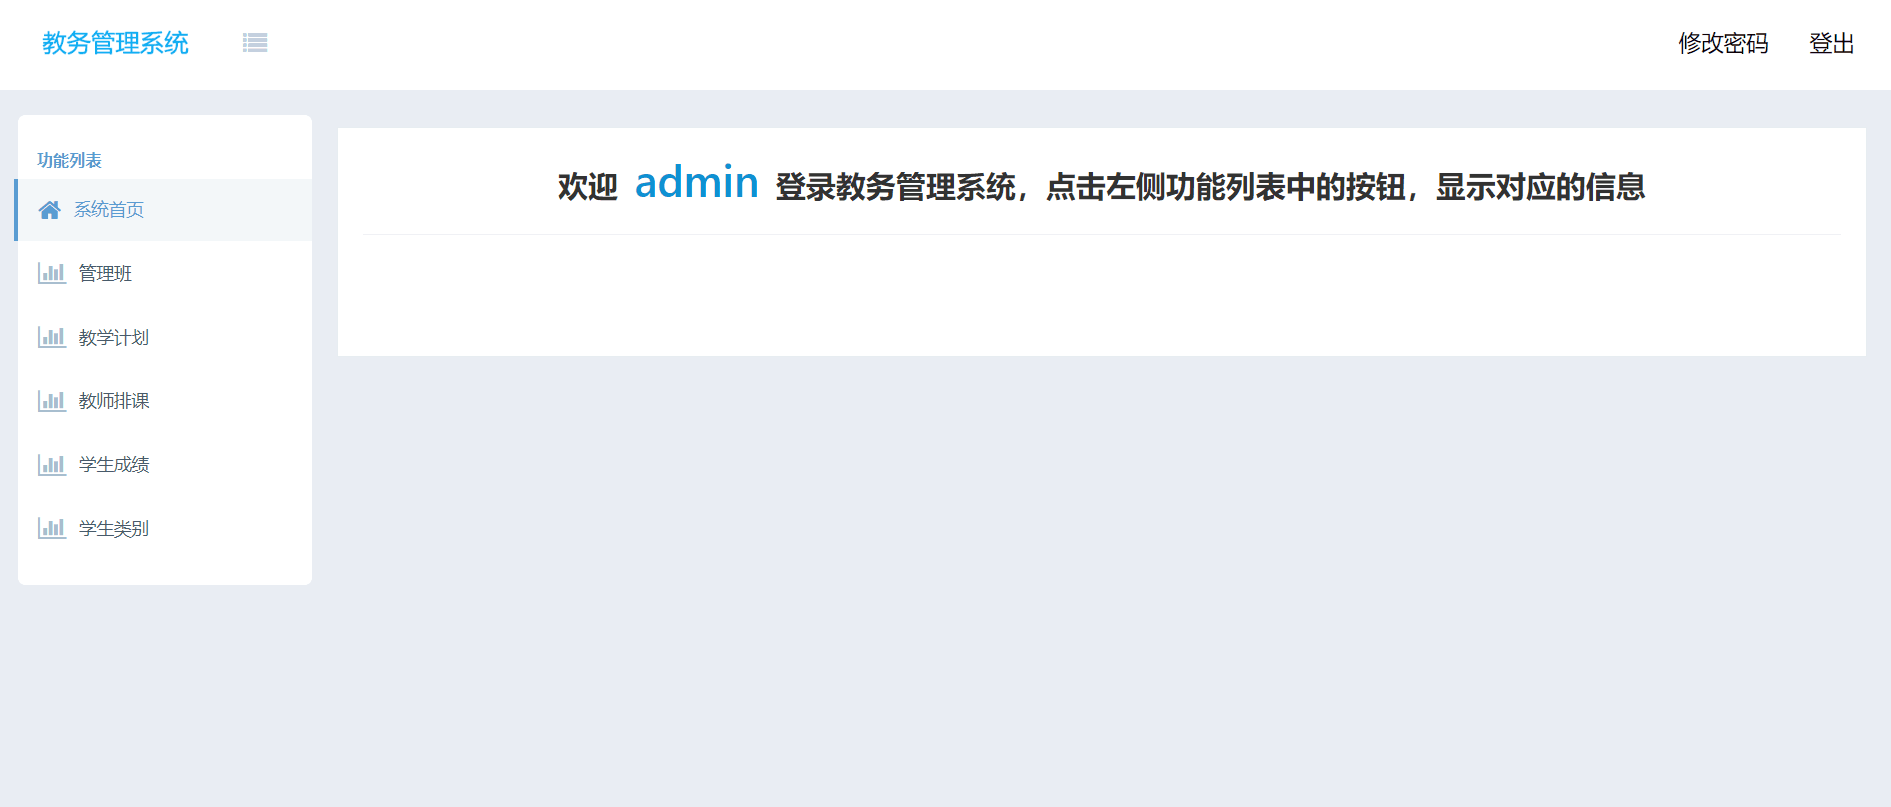 教务管理系统
修改密码
登出
功能列表
系统首页
管理班
教学计划
教师排课
学生成绩
学生类别
欢迎 admin 登录教务管理系统，点击左侧功能列表中的按钮，显示对应的信息